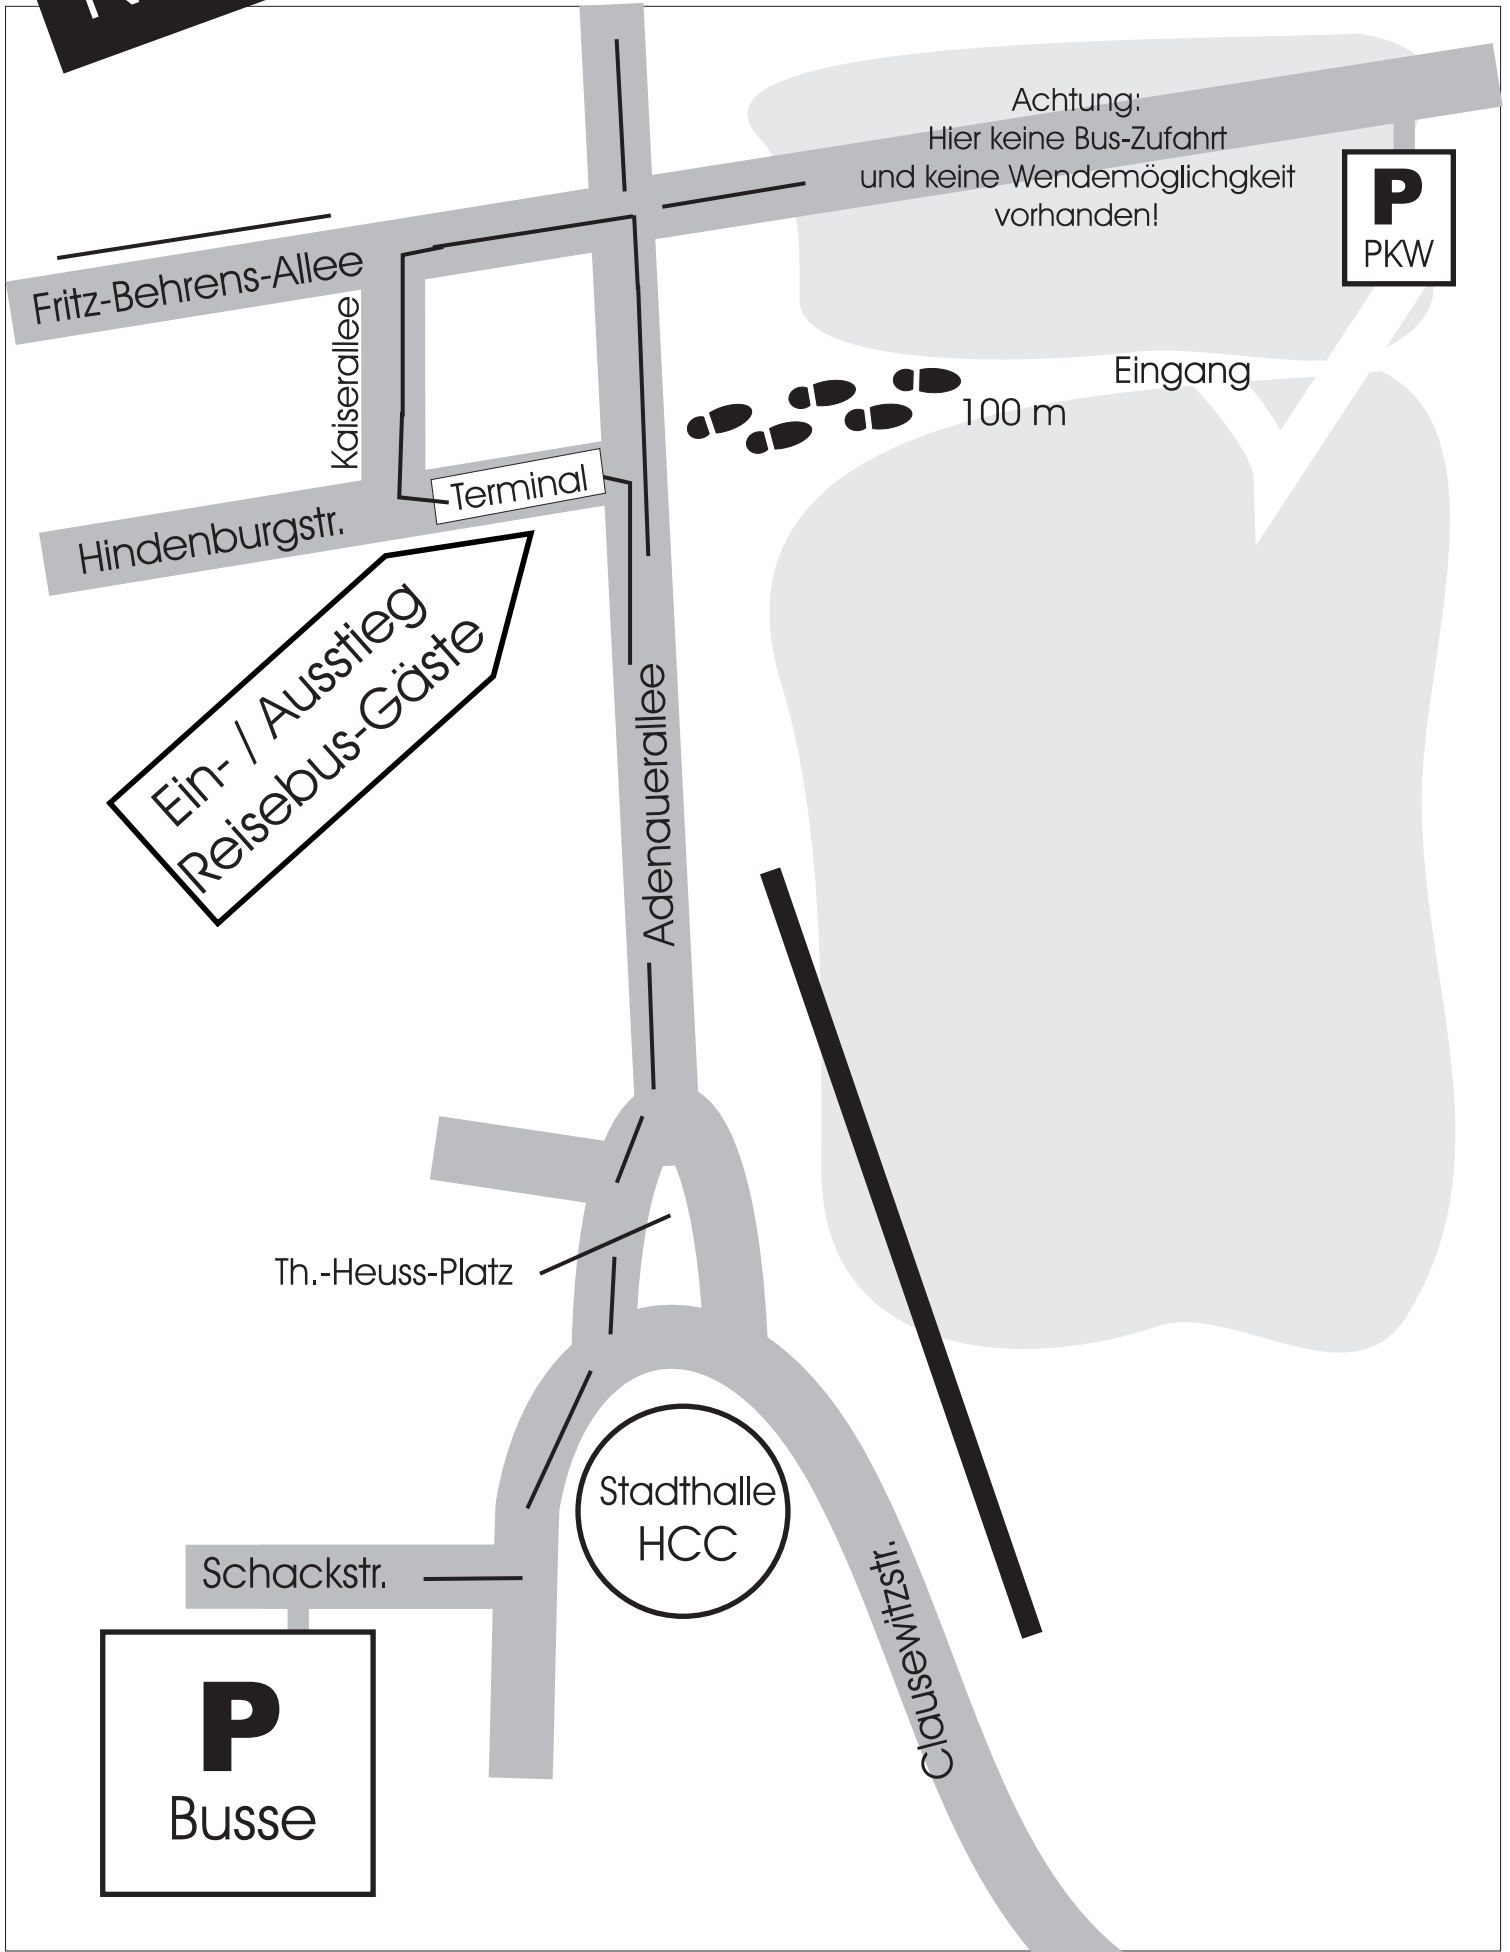 Achtung:
Hier keine Bus-Zufahrt
und keine Wendemöglichgkeit
vorhanden!
P
PKW
Fritz-Behrens-Allee
Kaiserallee
Eingang
100 m
Terminal
Hindenburgstr.
Ein- / Ausstieg
Reisebus-Gäste
Adenauerallee
Th.-Heuss-Platz
Stadthalle
HCC
Schackstr.
Clausewitzstr.
P
Busse